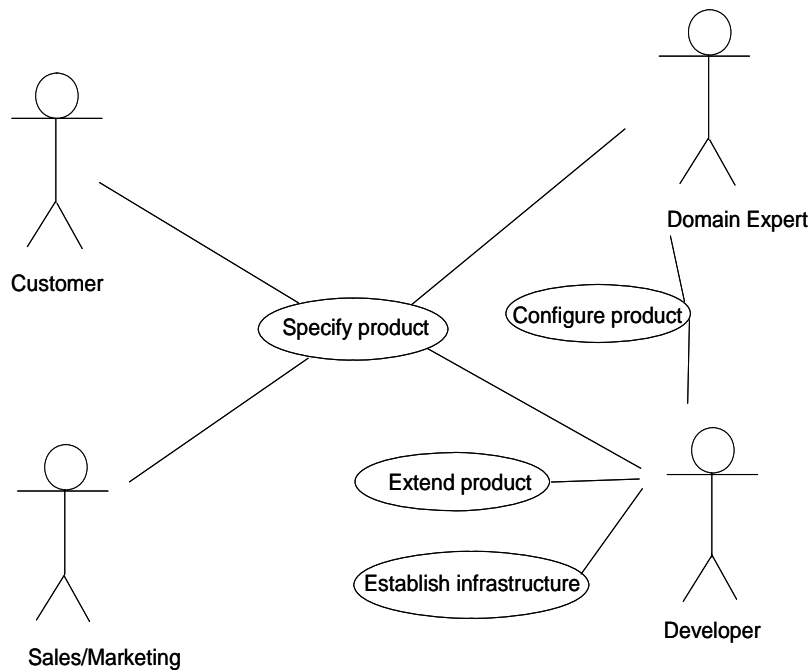 Domain Expert
Customer
Configure product
Specify product
Extend product
Establish infrastructure
Developer
Sales/Marketing